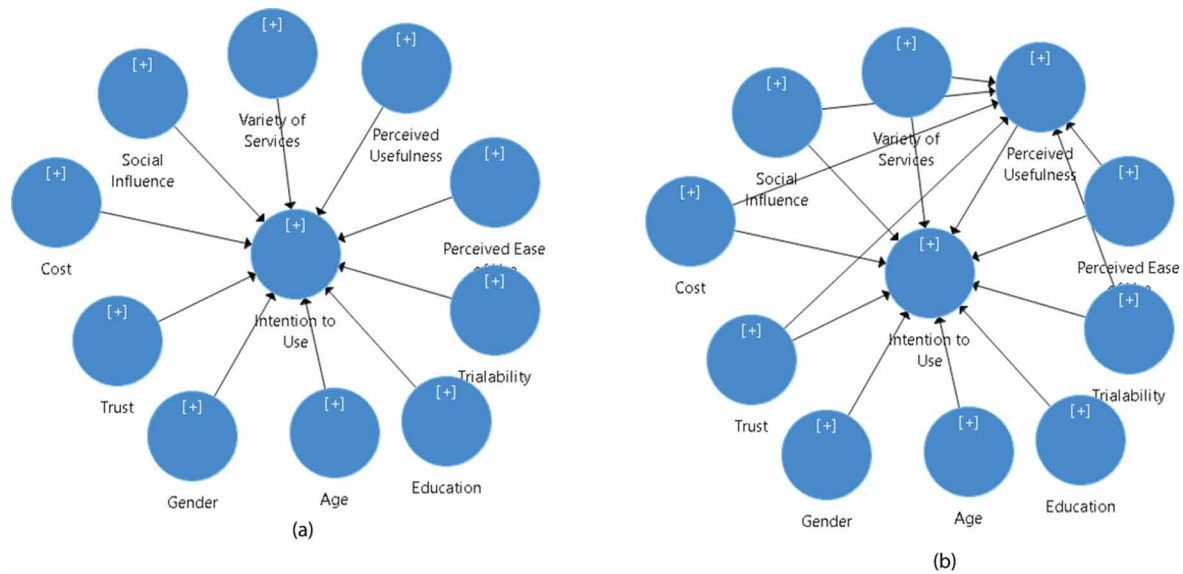 [+]
[+]
[+]
[+]
[+]
[+]
[+]
[+]
[+]
[+]
[+]
Variety of
Services
Perceived
Usefulness
Social
Influence
Perceived Ease
Cost
Intention to
Use
Trialability
Trust
Gender
Age
Education
(a)
[+]
[+]
[+]
[+]
[+]
[+]
[+]
[+]
[+]
[+]
[+]
Variety of
Services
Perceived
Usefulness
Social
Influence
Perceived Ease
Cost
Intention to
Use
Trialability
Trust
Gender
Age
Education
(b)